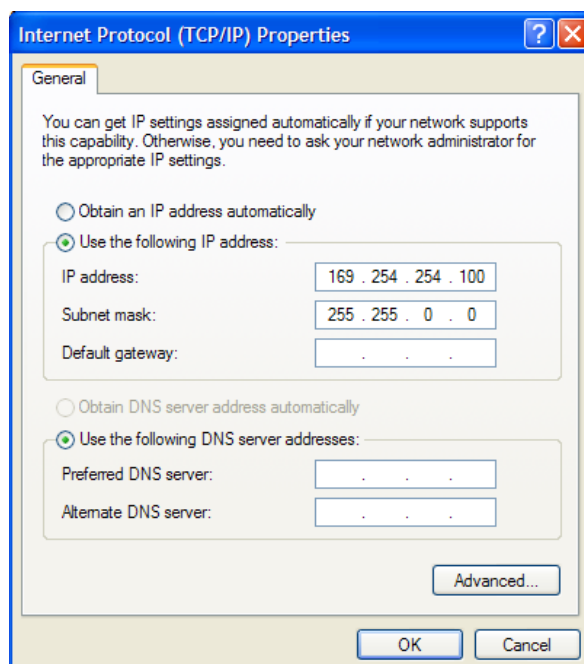 Internet Protocol (TCP/IP) Properties
General
You can get IP settings assigned automatically if your network supports
this capability. Otherwise, you need to ask your network administrator for
the appropriate IP settings.
Obtain an IP address automatically
Use the following IP address:
IP address: 169 . 254 . 254 . 100
Subnet mask: 255 . 255 . 0 . 0
Default gateway: . . .
Obtain DNS server address automatically
Use the following DNS server addresses:
Preferred DNS server: . . .
Alternate DNS server: . . .
Advanced...
OK Cancel